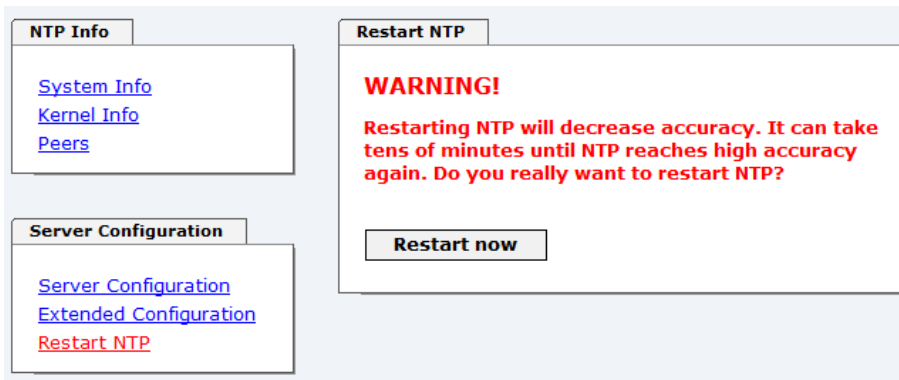 NTP Info
System Info
Kernel Info
Peers
Server Configuration
Server Configuration
Extended Configuration
Restart NTP
Restart NTP
WARNING!
Restarting NTP will decrease accuracy. It can take
tens of minutes until NTP reaches high accuracy
again. Do you really want to restart NTP?
Restart now